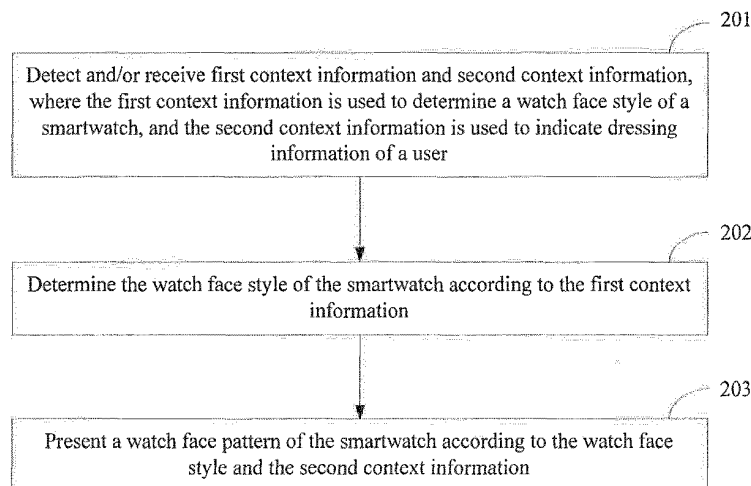 201
Detect and/or receive first context information and second context information,
where the first context information is used to determine a watch face style of a
smartwatch, and the second context information is used to indicate dressing
information of a user
202
Determine the watch face style of the smartwatch according to the first context
information
203
Present a watch face pattern of the smartwatch according to the watch face
style and the second context information